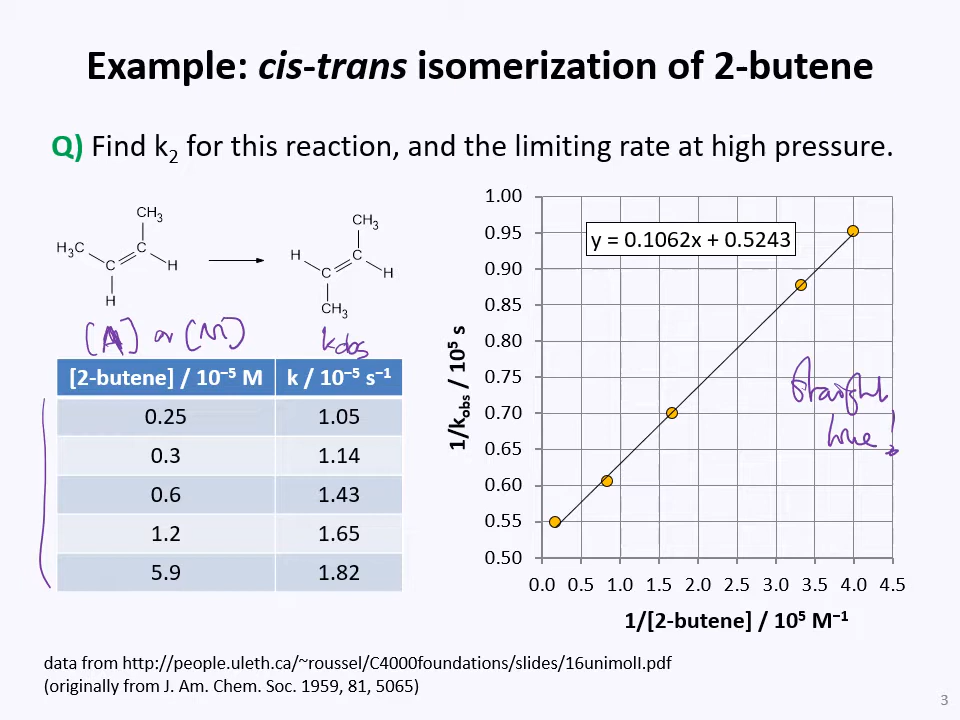 Example: cis-trans isomerization of 2-butene
Q) Find k₂ for this reaction, and the limiting rate at high pressure.
CH₃
H₃C
C
C
H
H
CH₃
H
C
C
H
CH₃
[A] or [M]
kobs
[2-butene] / 10⁻⁵ M k / 10⁻⁵ s⁻¹
0.25 1.05
0.3 1.14
0.6 1.43
1.2 1.65
5.9 1.82
1.00
0.95
0.90
0.85
0.80
0.75
0.70
0.65
0.60
0.55
0.50
y = 0.1062x + 0.5243
1/kobs / 10⁵ s
Straight
line!
0.0 0.5 1.0 1.5 2.0 2.5 3.0 3.5 4.0 4.5
1/[2-butene] / 10⁵ M⁻¹
data from http://people.uleth.ca/~roussel/C4000foundations/slides/16unimolI.pdf
(originally from J. Am. Chem. Soc. 1959, 81, 5065)
3